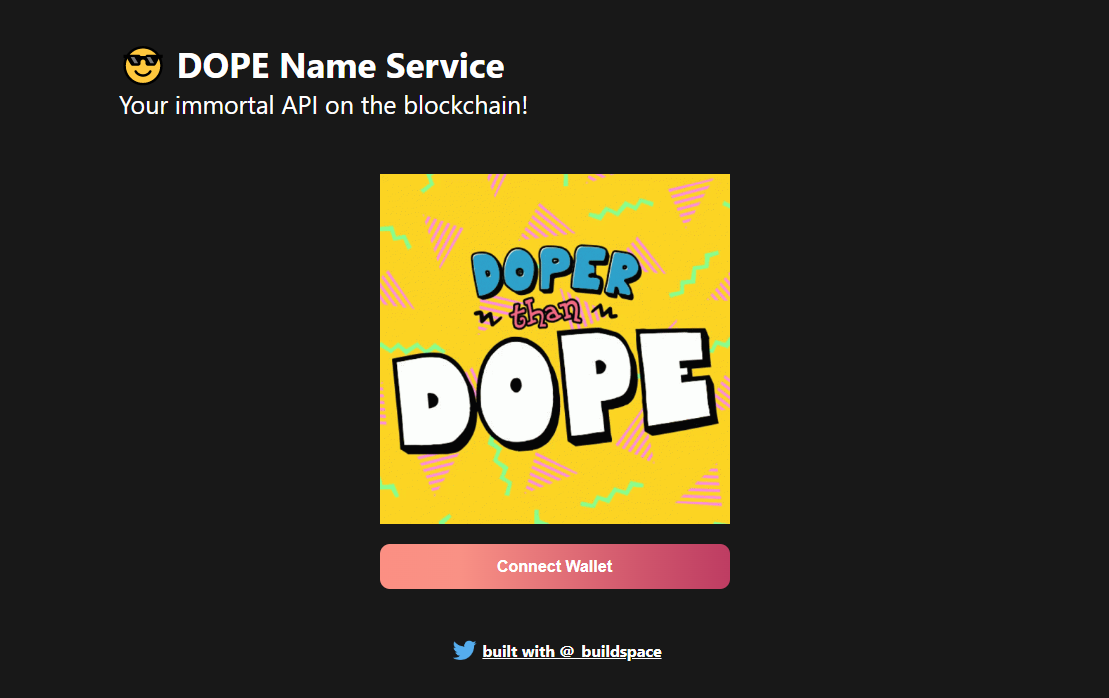 😎 DOPE Name Service
Your immortal API on the blockchain!
DOPER
than
DOPE
Connect Wallet
built with @_buildspace